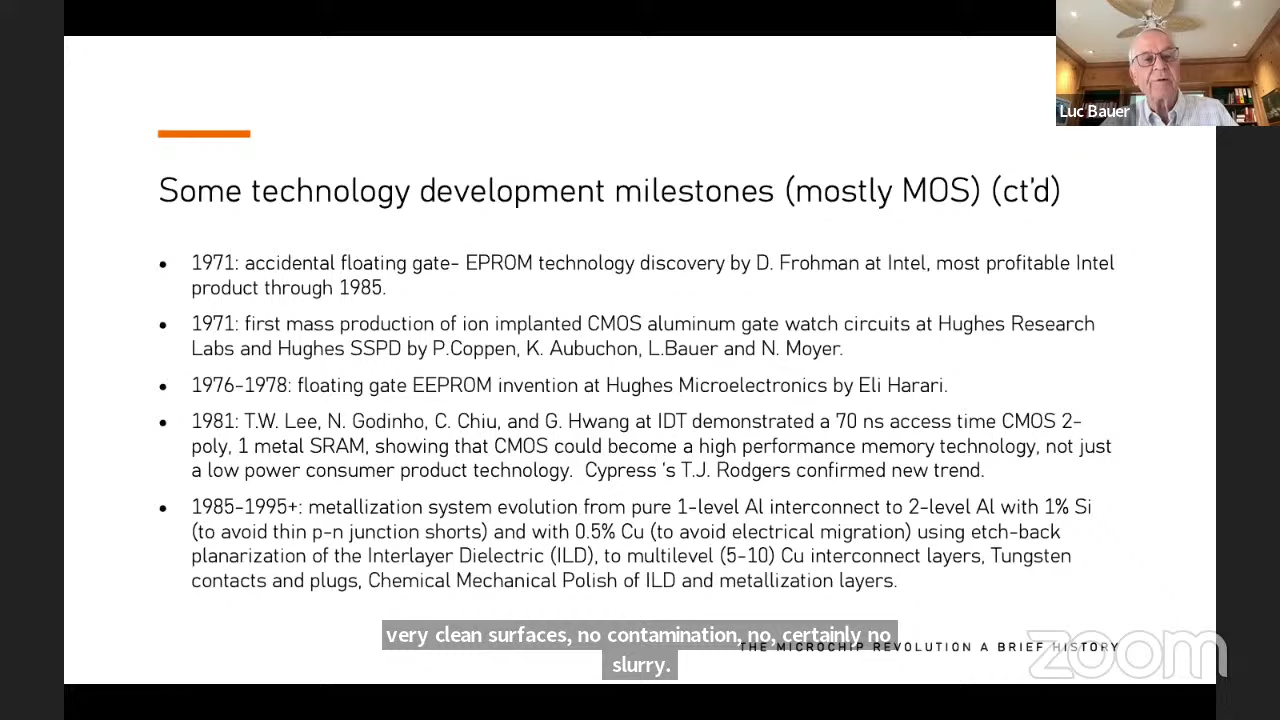 Luc Bauer
Some technology development milestones (mostly MOS) (ct'd)
• 1971: accidental floating gate- EPROM technology discovery by D. Frohman at Intel, most profitable Intel
product through 1985.
• 1971: first mass production of ion implanted CMOS aluminum gate watch circuits at Hughes Research
Labs and Hughes SSPD by P.Coppen, K. Aubuchon, L.Bauer and N. Moyer.
• 1976-1978: floating gate EEPROM invention at Hughes Microelectronics by Eli Harari.
• 1981: T.W. Lee, N. Godinho, C. Chiu, and G. Hwang at IDT demonstrated a 70 ns access time CMOS 2-
poly, 1 metal SRAM, showing that CMOS could become a high performance memory technology, not just
a low power consumer product technology. Cypress 's T.J. Rodgers confirmed new trend.
• 1985-1995+: metallization system evolution from pure 1-level Al interconnect to 2-level Al with 1% Si
(to avoid thin p-n junction shorts) and with 0.5% Cu (to avoid electrical migration) using etch-back
planarization of the Interlayer Dielectric (ILD), to multilevel (5-10) Cu interconnect layers, Tungsten
contacts and plugs, Chemical Mechanical Polish of ILD and metallization layers.
very clean surfaces, no contamination, no, certainly no
slurry.
THE MICROCHIP REVOLUTION A BRIEF HISTORY
zoom